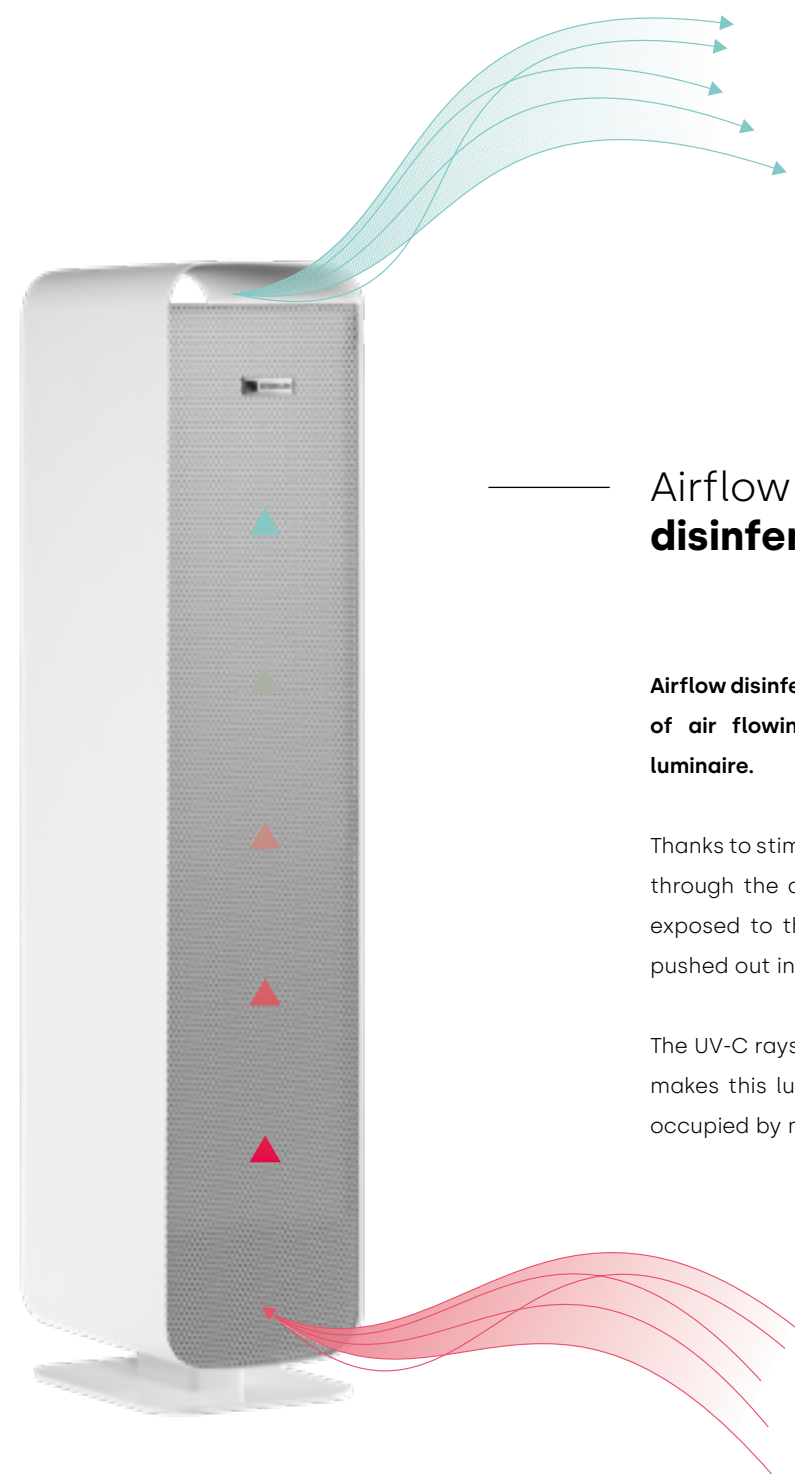 Airflow
disinfe
Airflow disinfe
of air flowin
luminaire.
Thanks to stim
through the
exposed to th
pushed out in
The UV-C rays
makes this lu
occupied by